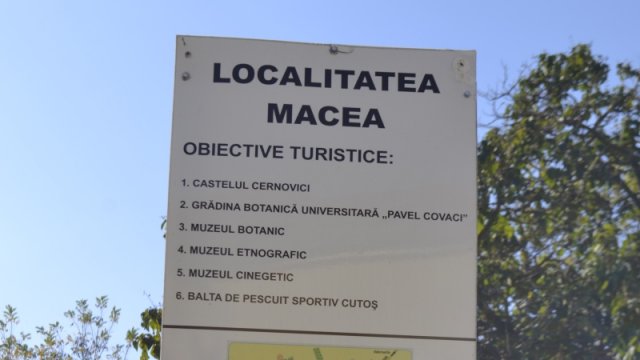 LOCALITATEA
MACEA
OBIECTIVE TURISTICE:
1. CASTELUL CERNOVICI
2. GRĂDINA BOTANICĂ UNIVERSITARĂ „PAVEL COVACI”
3. MUZEUL BOTANIC
4. MUZEUL ETNOGRAFIC
5. MUZEUL CINEGETIC
6. BALTA DE PESCUIT SPORTIV CUTOȘ